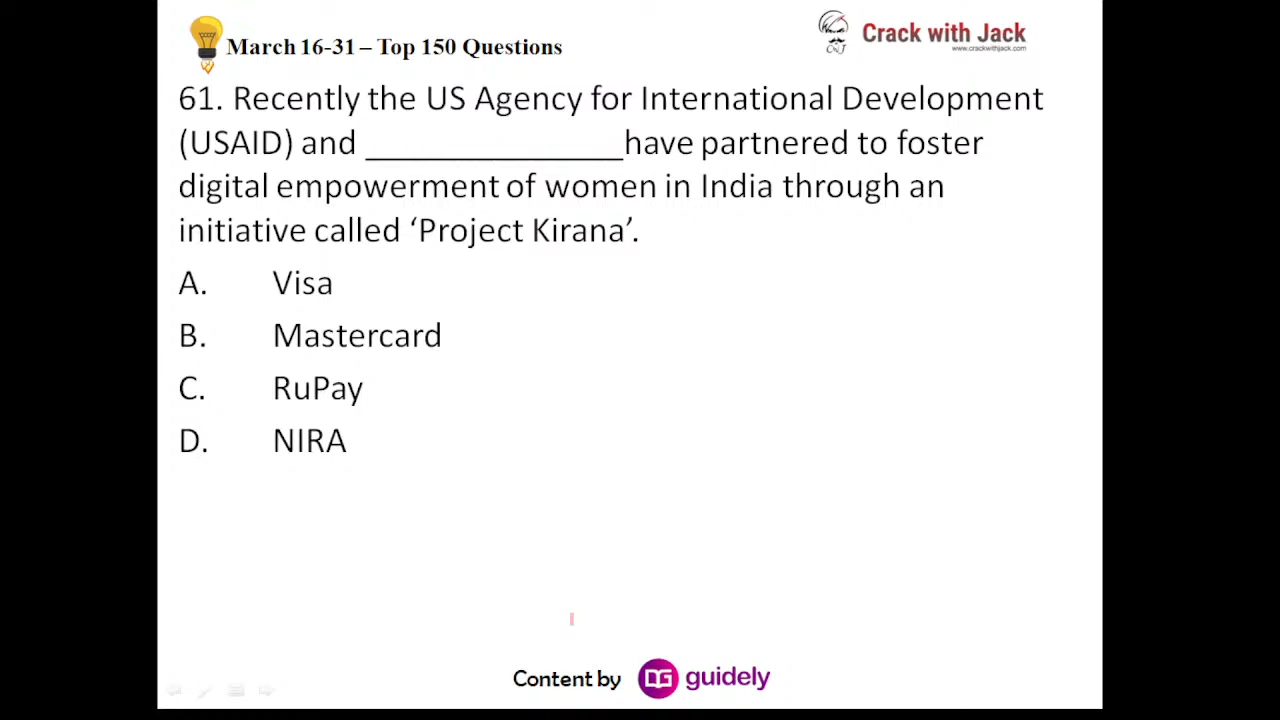 March 16-31 – Top 150 Questions
Crack with Jack
www.crackwithjack.com
CwJ
61. Recently the US Agency for International Development
(USAID) and ______________have partnered to foster
digital empowerment of women in India through an
initiative called ‘Project Kirana’.
A. Visa
B. Mastercard
C. RuPay
D. NIRA
Content by guidely